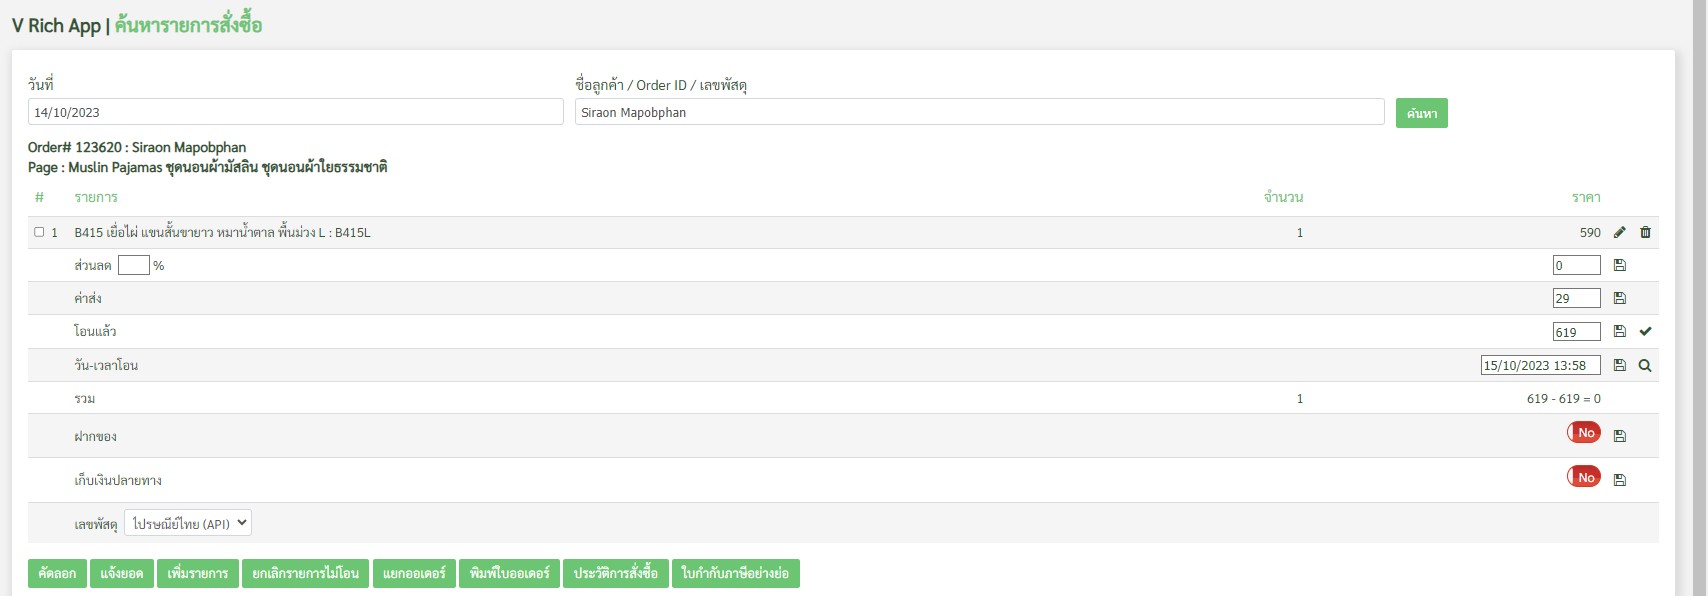 V Rich App | ค้นหารายการสั่งซื้อ
วันที่ ชื่อลูกค้า / Order ID / เลขพัสดุ
14/10/2023 Siraon Mapobphan ค้นหา
Order# 123620 : Siraon Mapobphan
Page : Muslin Pajamas ชุดนอนผ้ามัสลิน ชุดนอนผ้าใยธรรมชาติ
# รายการ จำนวน ราคา
1 B415 เยื่อไผ่ แขนสั้นขายาว หมาน้ำตาล พื้นม่วง L : B415L 1 590
ส่วนลด % 0
ค่าส่ง 29
โอนแล้ว 619
วัน-เวลาโอน 15/10/2023 13:58
รวม 1 619 - 619 = 0
ฝากของ No
เก็บเงินปลายทาง No
เลขพัสดุ ไปรษณีย์ไทย (API)
คัดลอก แจ้งยอด เพิ่มรายการ ยกเลิกรายการไม่โอน แยกออเดอร์ พิมพ์ใบออเดอร์ ประวัติการสั่งซื้อ ใบกำกับภาษีอย่างย่อ